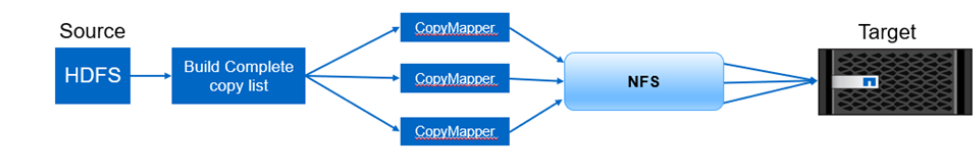 Source
HDFS
Build Complete
copy list
CopyMapper
CopyMapper
CopyMapper
NFS
Target